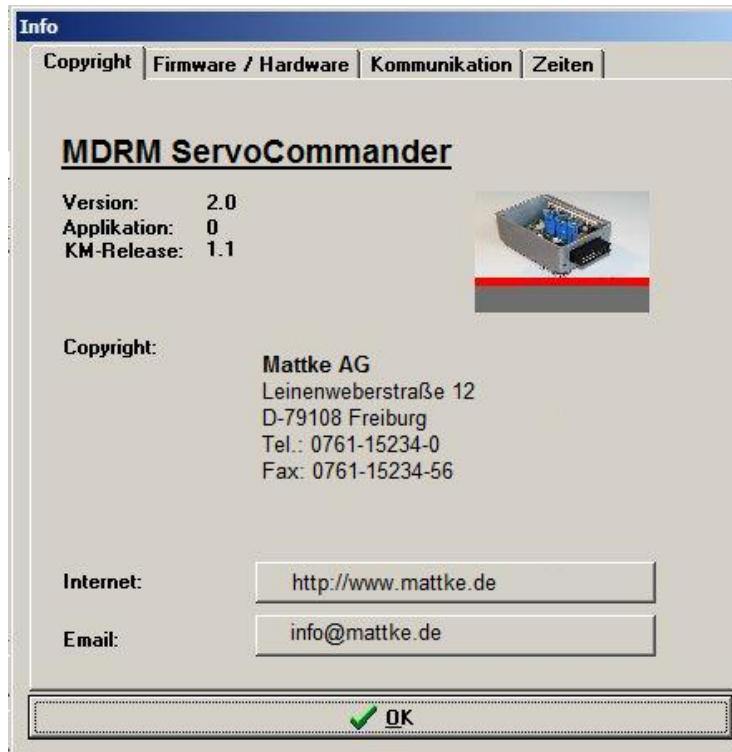 Info
Copyright Firmware / Hardware Kommunikation Zeiten
MDRM ServoCommander
Version: 2.0
Applikation: 0
KM-Release: 1.1
Copyright:
Mattke AG
Leinenweberstraße 12
D-79108 Freiburg
Tel.: 0761-15234-0
Fax: 0761-15234-56
Internet: http://www.mattke.de
Email: info@mattke.de
OK